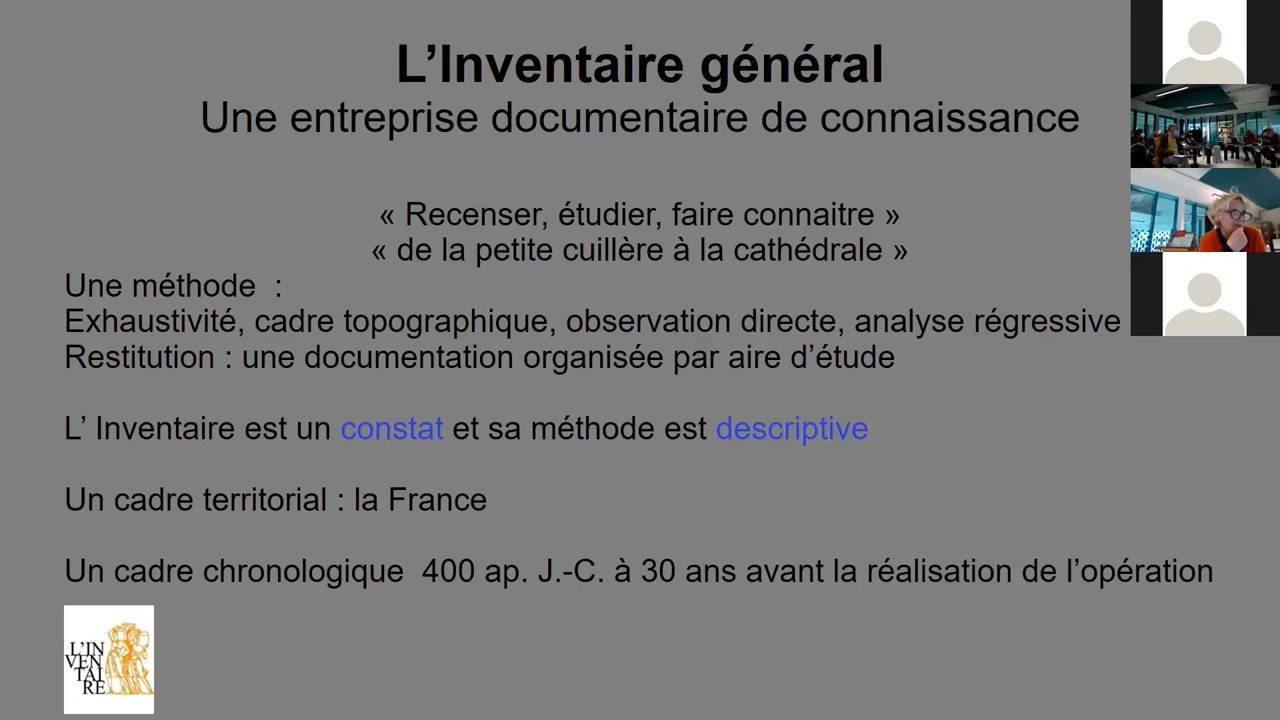 L’Inventaire général
Une entreprise documentaire de connaissance
« Recenser, étudier, faire connaitre »
« de la petite cuillère à la cathédrale »
Une méthode  :
Exhaustivité, cadre topographique, observation directe, analyse régressive
Restitution : une documentation organisée par aire d’étude
L’ Inventaire est un constat et sa méthode est descriptive
Un cadre territorial : la France
Un cadre chronologique  400 ap. J.-C. à 30 ans avant la réalisation de l’opération
L’IN
VEN
TAI
RE